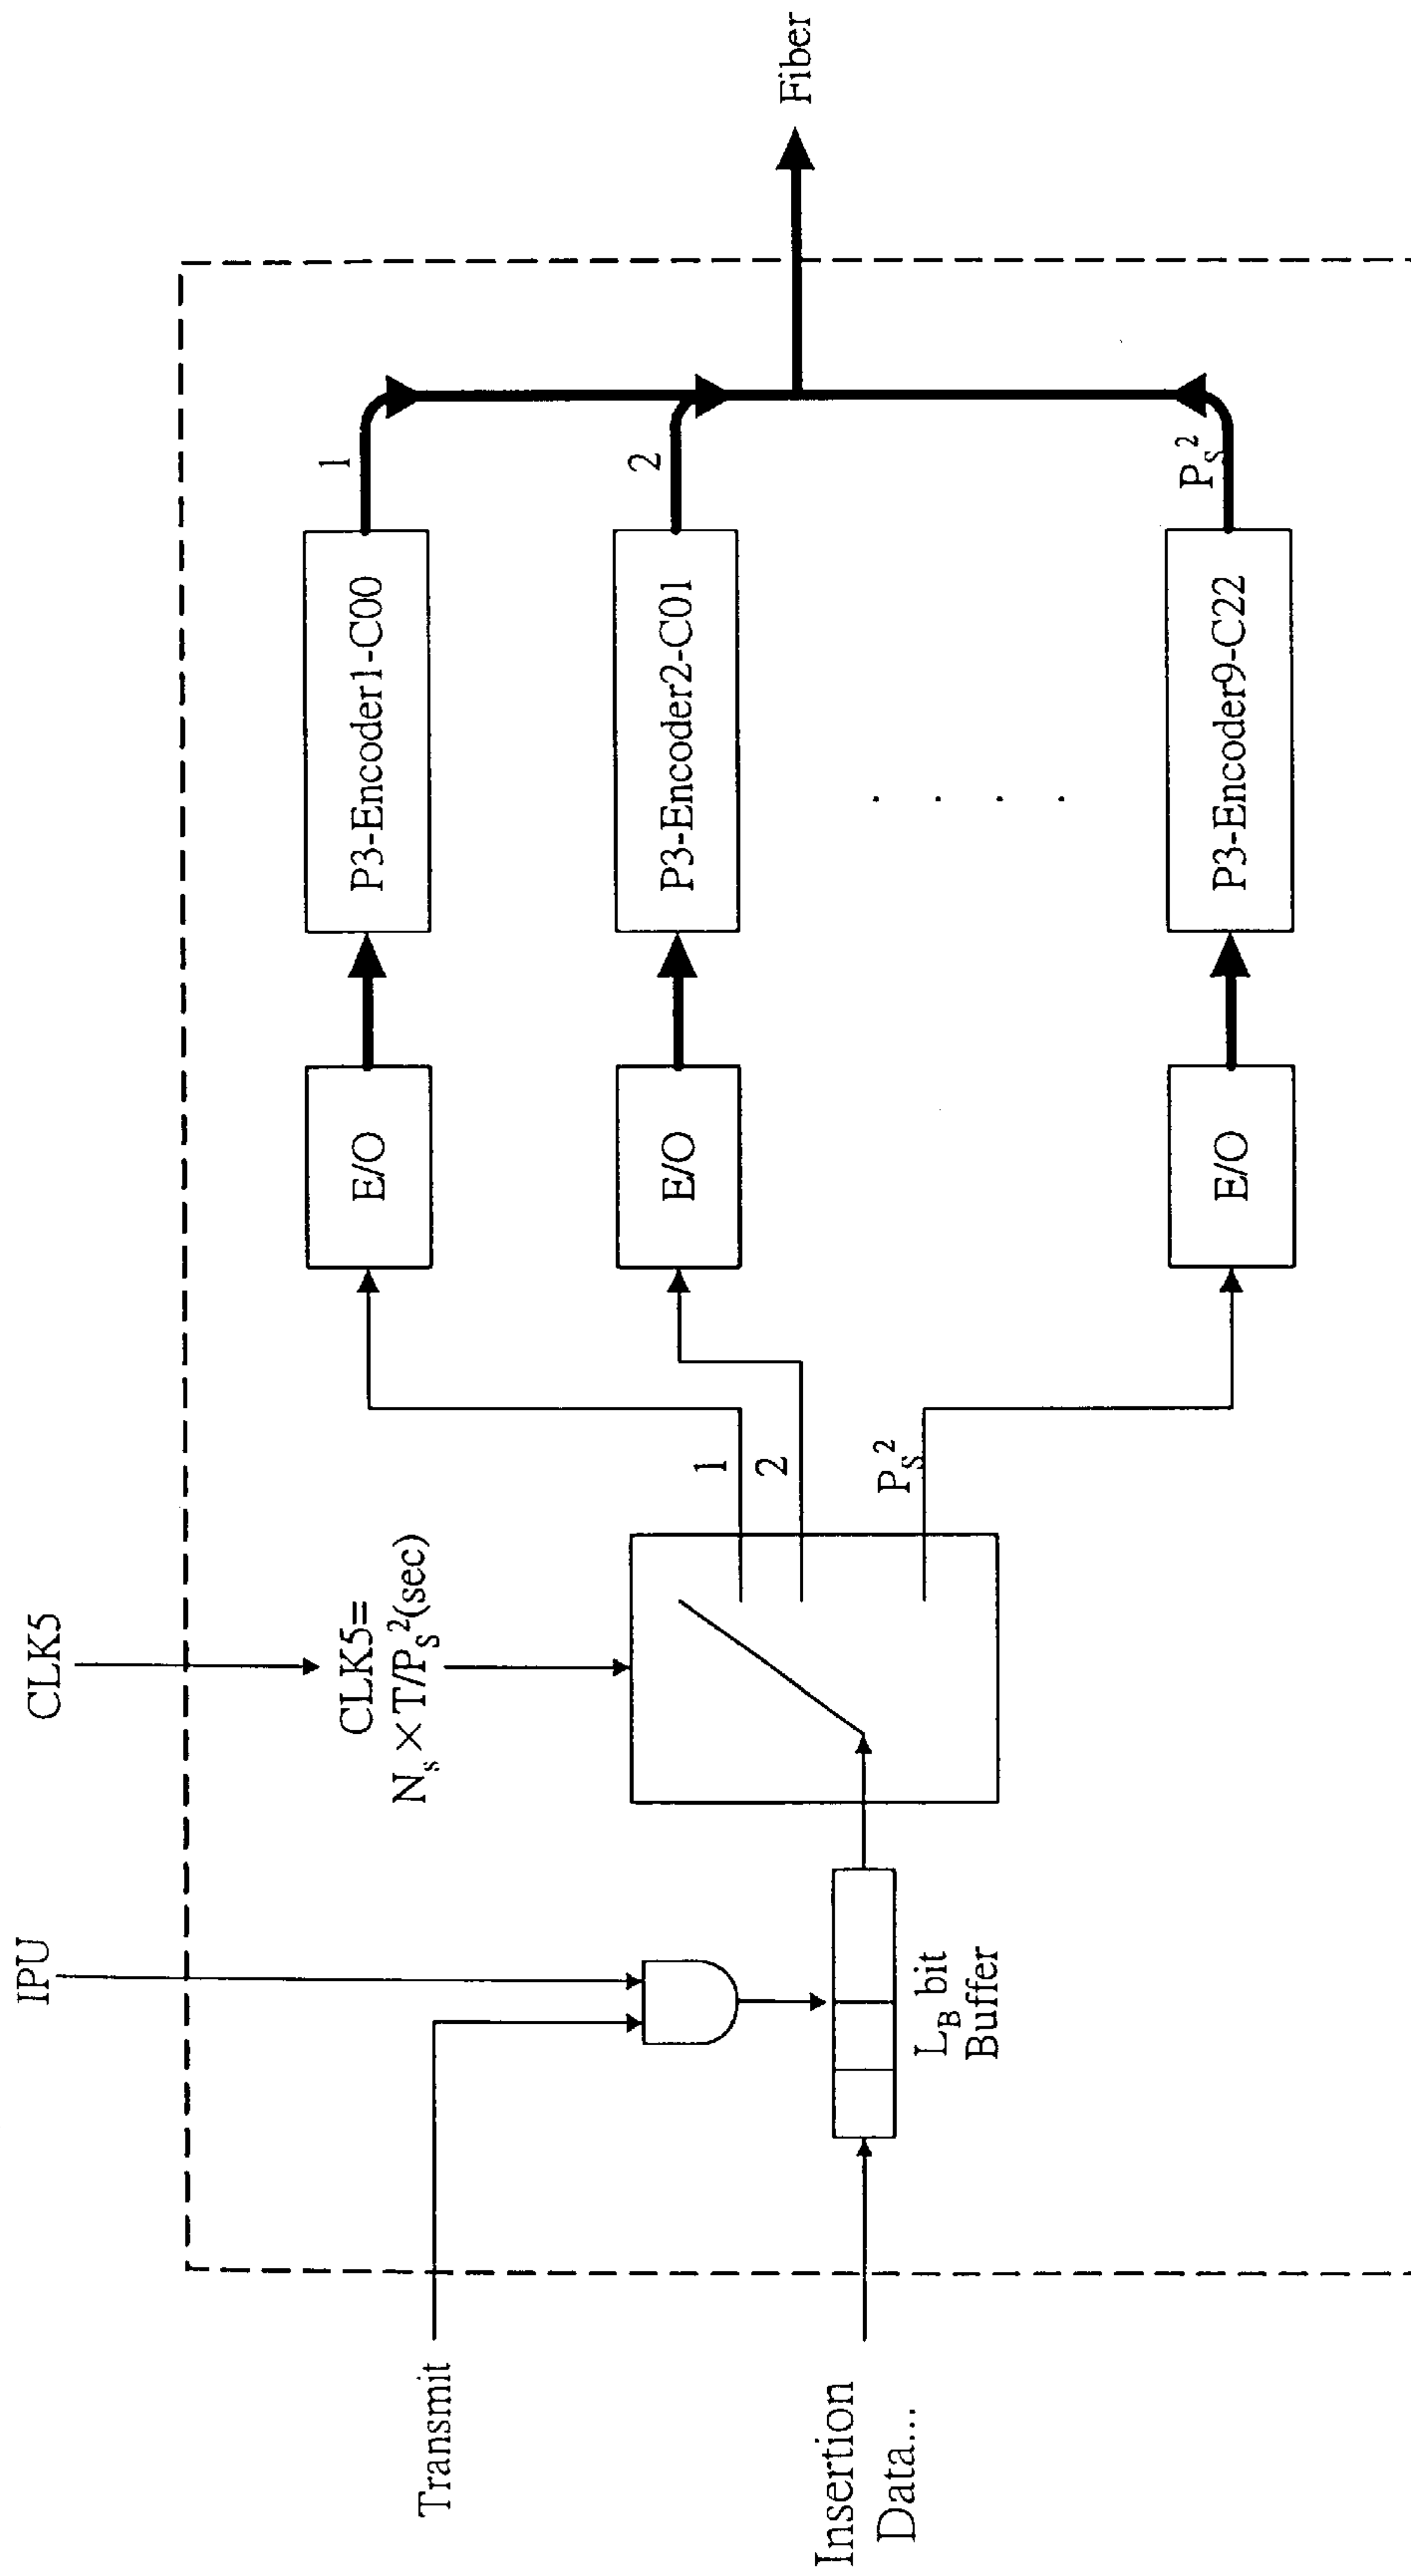 CLK5
IPU
Transmit
Insertion
Data...
CLK5=
N_s × T/P_S^2(sec)
L_B bit
Buffer
1
2
P_S^2
E/O
E/O
E/O
P3-Encoder1-C00
P3-Encoder2-C01
. . . .
P3-Encoder9-C22
1
2
P_s^2
Fiber